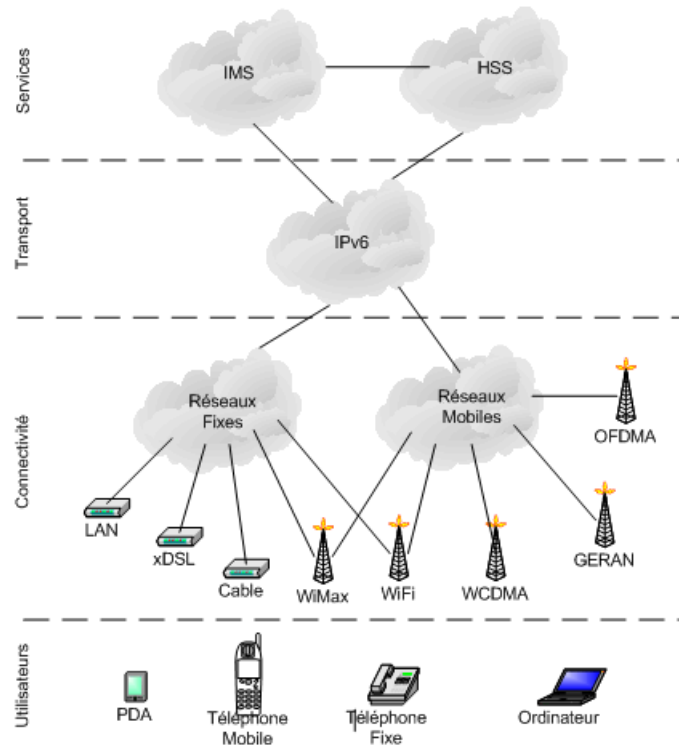 Services
IMS
HSS
Transport
IPv6
Connectivité
Réseaux
Fixes
Réseaux
Mobiles
OFDMA
LAN
xDSL
Cable
WiMax
WiFi
WCDMA
GERAN
Utilisateurs
PDA
Téléphone
Mobile
Téléphone
Fixe
Ordinateur